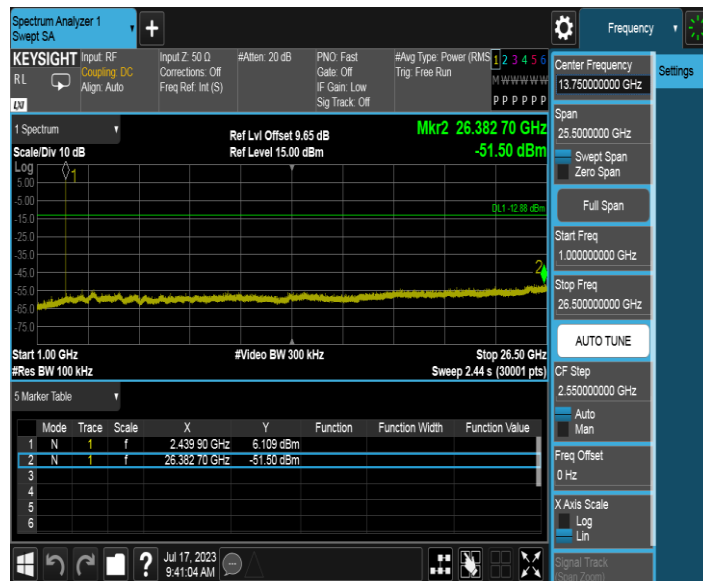 Spectrum Analyzer 1
Swept SA
+
Frequency
KEYSIGHT
RL
LXI
Input: RF
Coupling: DC
Align: Auto
Input Z: 50 Ω
Corrections: Off
Freq Ref: Int (S)
#Atten: 20 dB
PNO: Fast
Gate: Off
IF Gain: Low
Sig Track: Off
#Avg Type: Power (RMS
Trig: Free Run
1 2 3 4 5 6
M W W W W W
P P P P P P
1 Spectrum
Scale/Div 10 dB
Ref Lvl Offset 9.65 dB
Ref Level 15.00 dBm
Mkr2 26.382 70 GHz
-51.50 dBm
Log
1
5.00
-5.00
DL1 -12.88 dBm
-15.0
-25.0
-35.0
-45.0
2
-55.0
-65.0
-75.0
Start 1.00 GHz
#Video BW 300 kHz
Stop 26.50 GHz
#Res BW 100 kHz
Sweep 2.44 s (30001 pts)
5 Marker Table
Mode Trace Scale X Y Function Function Width Function Value
1 N 1 f 2.439 90 GHz 6.109 dBm
2 N 1 f 26.382 70 GHz -51.50 dBm
3
4
5
6
?
Jul 17, 2023
9:41:04 AM
Center Frequency
13.750000000 GHz
Span
25.5000000 GHz
Swept Span
Zero Span
Full Span
Start Freq
1.000000000 GHz
Stop Freq
26.500000000 GHz
AUTO TUNE
CF Step
2.550000000 GHz
Auto
Man
Freq Offset
0 Hz
X Axis Scale
Log
Lin
Signal Track
(Span Zoom)
Settings